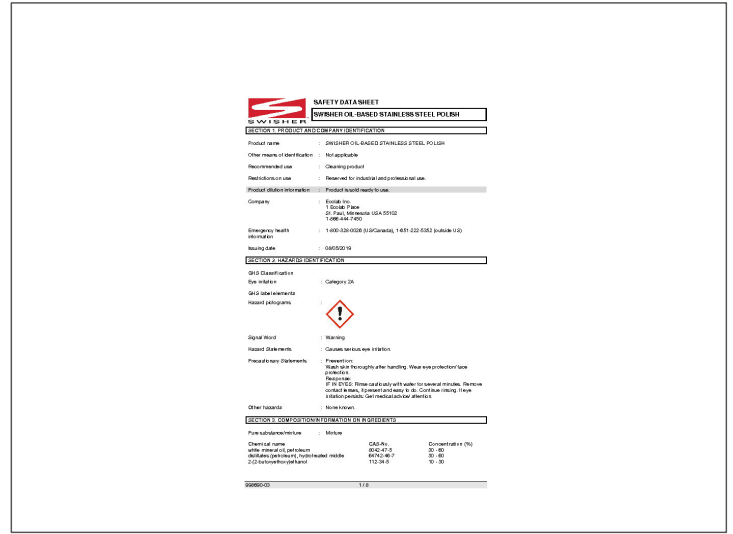 SAFETY DATA SHEET
SWISHER OIL-BASED STAINLESS STEEL POLISH
SWISHER
SECTION 1. PRODUCT AND COMPANY IDENTIFICATION
Product name : SWISHER OIL-BASED STAINLESS STEEL POLISH
Other means of identification : Not applicable
Recommended use : Cleaning product
Restrictions on use : Reserved for industrial and professional use.
Product dilution information : Product is sold ready to use.
Company : Ecolab Inc.
1 Ecolab Place
St. Paul, Minnesota USA 55102
1-866-444-7450
Emergency health information : 1-800-328-0026 (US/Canada), 1-651-222-5352 (outside US)
Issuing date : 08/05/2019
SECTION 2. HAZARDS IDENTIFICATION
GHS Classification
Eye irritation : Category 2A
GHS label elements
Hazard pictograms :
Signal Word : Warning
Hazard Statements : Causes serious eye irritation.
Precautionary Statements : Prevention:
Wash skin thoroughly after handling. Wear eye protection/ face
protection.
Response:
IF IN EYES: Rinse cautiously with water for several minutes. Remove
contact lenses, if present and easy to do. Continue rinsing. If eye
irritation persists: Get medical advice/ attention.
Other hazards : None known.
SECTION 3. COMPOSITION/INFORMATION ON INGREDIENTS
Pure substance/mixture : Mixture
Chemical name CAS-No. Concentration (%)
white mineral oil, petroleum 8042-47-5 30 - 60
distillates (petroleum), hydrotreated middle 64742-46-7 30 - 60
2-(2-butoxyethoxy)ethanol 112-34-5 10 - 30
998690-03 1 / 8